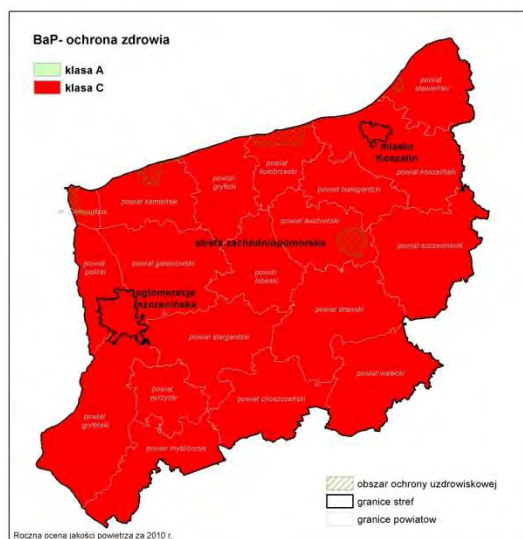 BaP- ochrona zdrowia
klasa A
klasa C
powiat
sławieński
miasto
Koszalin
powiat
kołobrzeski
powiat
gryficki
powiat koszaliński
powiat białogardzki
powiat kamieński
powiat świdwiński
strefa zachodniopomorska
powiat szczecinecki
powiat
policki
powiat goleniowski
powiat
łobeski
aglomeracja
szczecińska
powiat drawski
powiat stargardzki
powiat wałecki
powiat
pyrzycki
powiat choszczeński
powiat
gryfiński
powiat myśliborski
obszar ochrony uzdrowiskowej
granice stref
granice powiatow
Roczna ocena jakości powietrza za 2010 r.